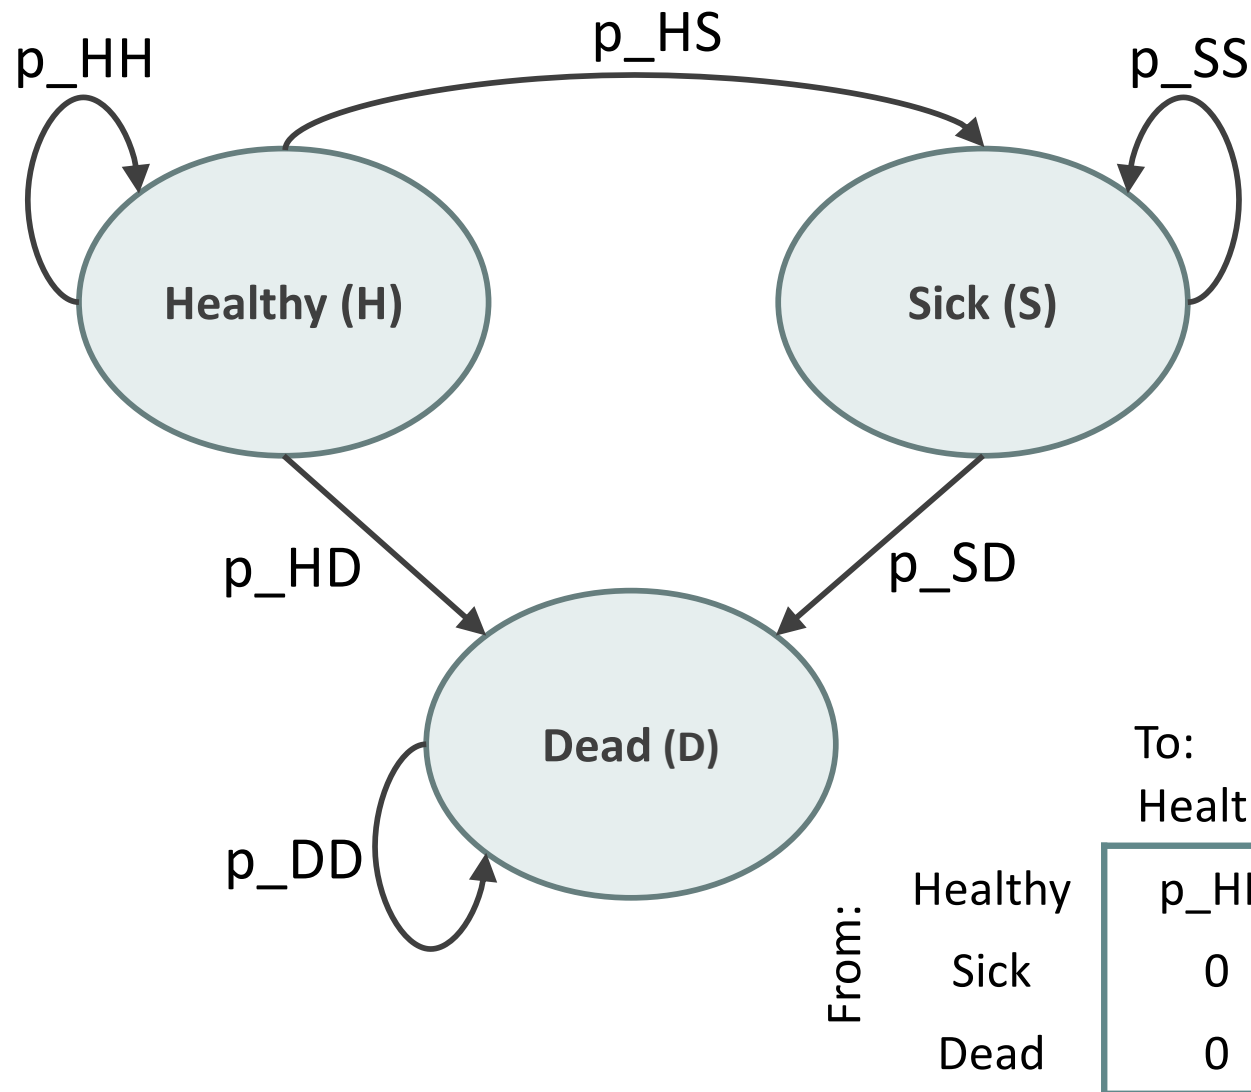 p_HS
p_HH
p_SS
Healthy (H)
Sick (S)
p_HD
p_SD
Dead (D)
p_DD
To:
From:
Healthy
Sick 0
Dead 0